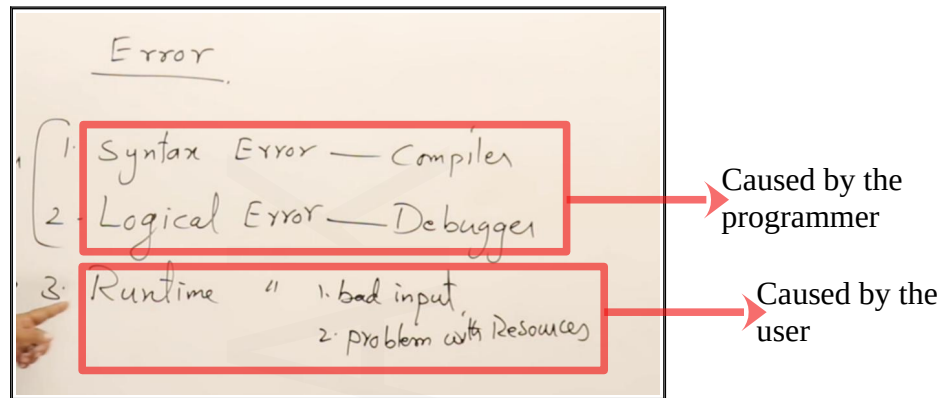 Error
1. Syntax Error — Compiler
2. Logical Error — Debugger
3. Runtime " 1. bad input
2. problem with Resources
Caused by the
programmer
Caused by the
user